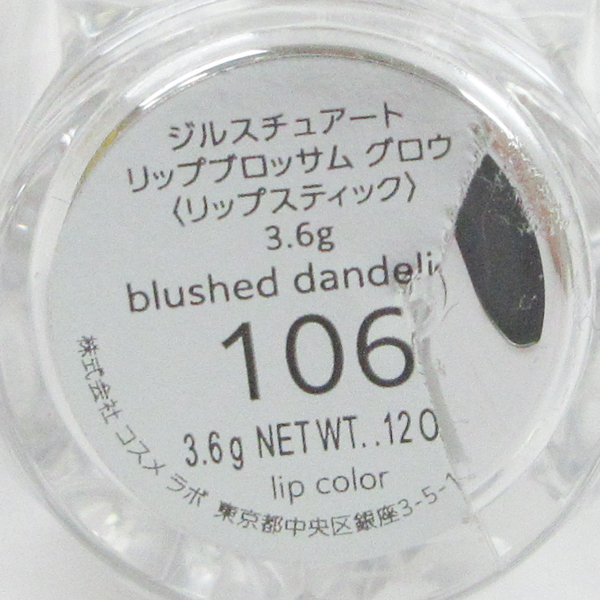 ジルスチュアート
リップブロッサム グロウ
〈リップスティック〉
3.6g
blushed dandeli
106
3.6g NET WT. .120
lip color
株式会社 コスメ ラボ 東京都中央区銀座3-5-1